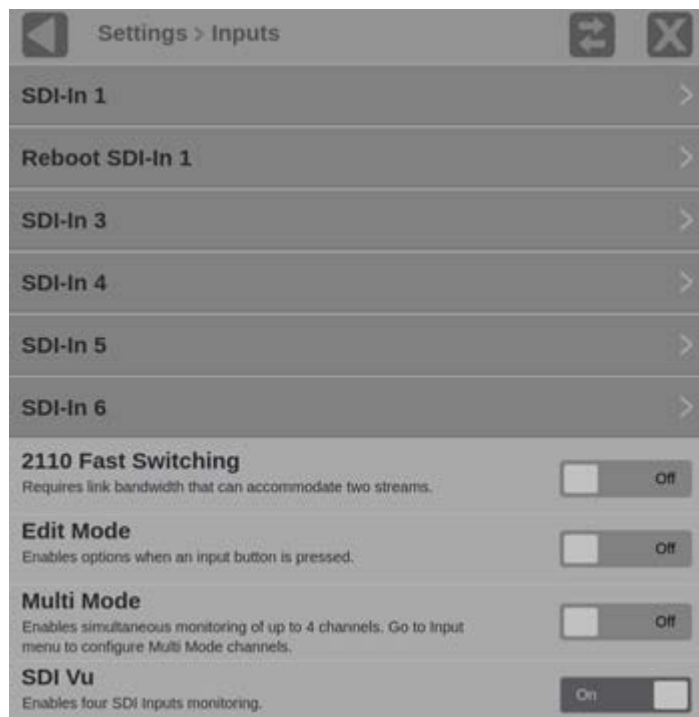 Settings > Inputs
SDI-In 1
Reboot SDI-In 1
SDI-In 3
SDI-In 4
SDI-In 5
SDI-In 6
2110 Fast Switching
Requires link bandwidth that can accommodate two streams.
Off
Edit Mode
Enables options when an input button is pressed.
Off
Multi Mode
Enables simultaneous monitoring of up to 4 channels. Go to Input
menu to configure Multi Mode channels.
Off
SDI Vu
Enables four SDI Inputs monitoring.
On